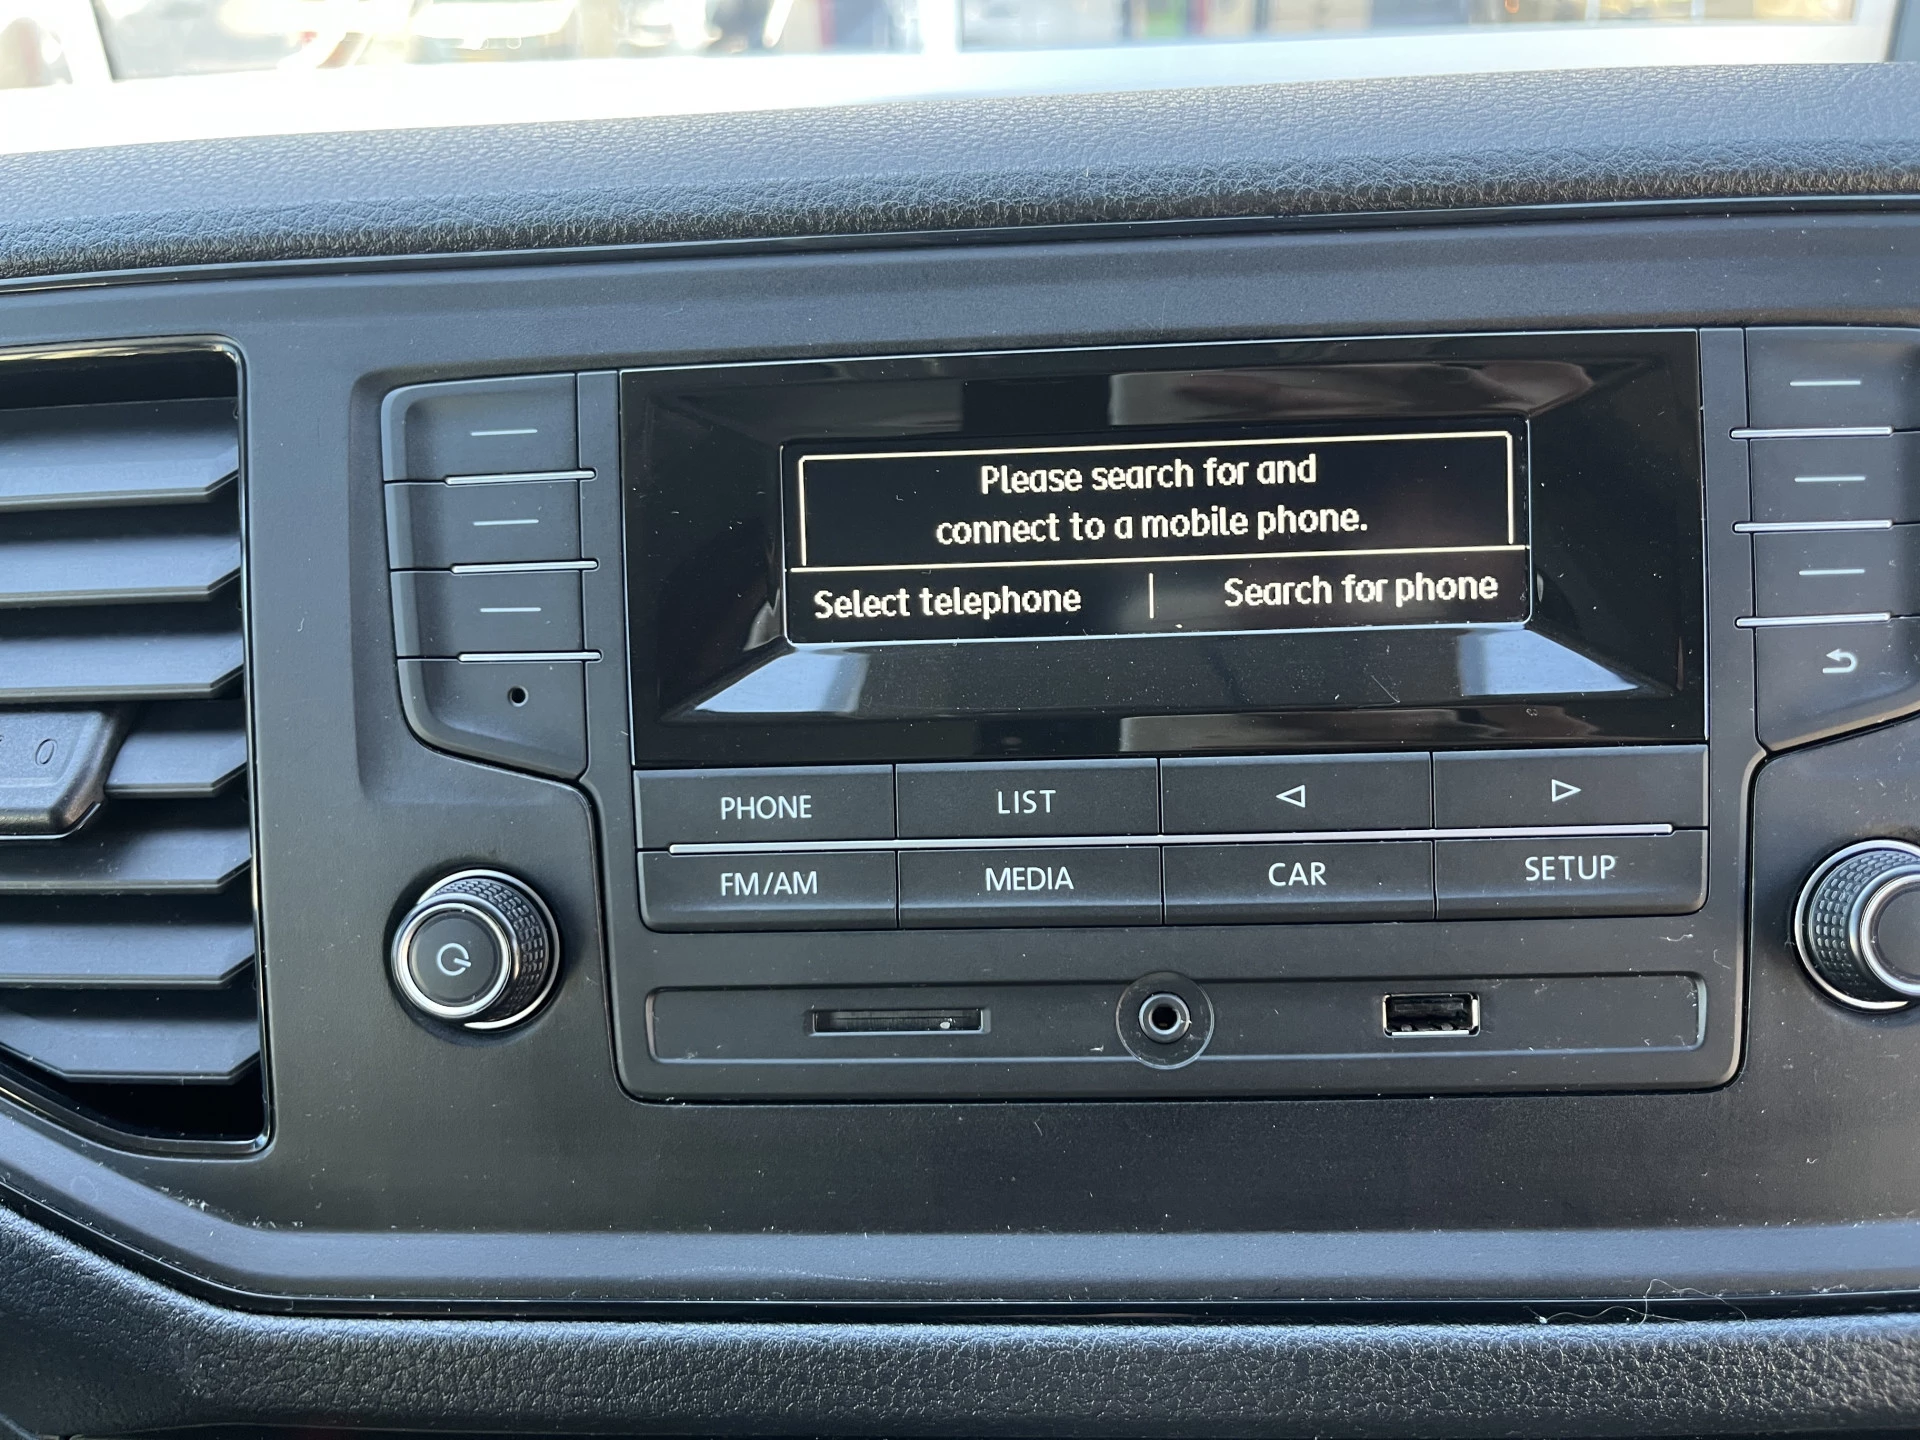 Please search for and
connect to a mobile phone.
Select telephone | Search for phone
PHONE LIST
FM/AM MEDIA CAR SETUP
0